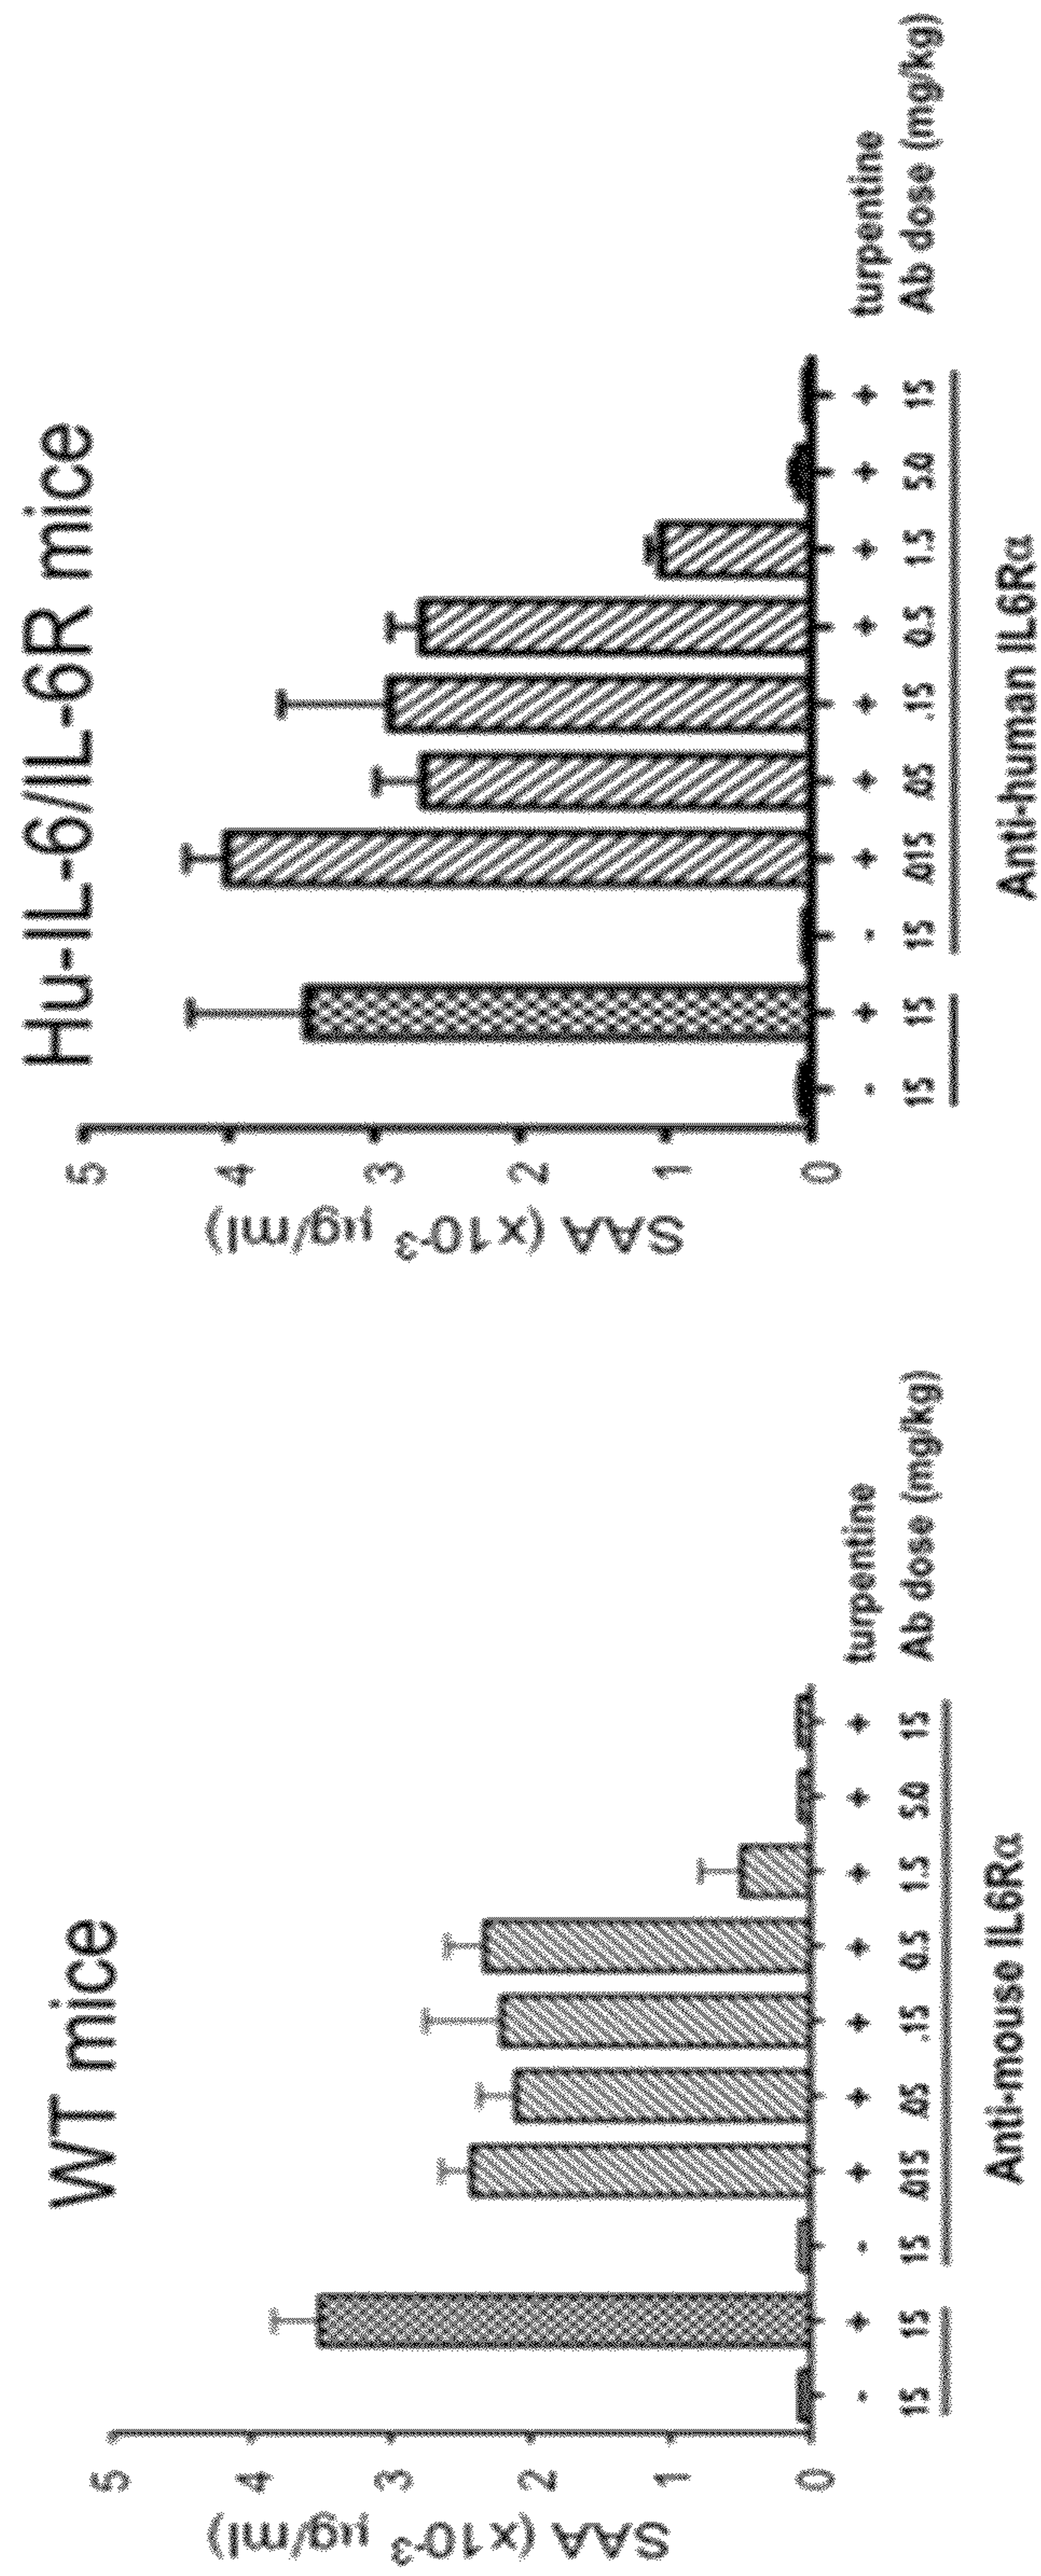 WT mice
SAA (x10⁻³ µg/ml)
5
4
3
2
1
0
- + - + + + + + + + turpentine
15 15 15 .015 .05 .15 0.5 1.5 5.0 15 Ab dose (mg/kg)
Anti-mouse IL6Rα
Hu-IL-6/IL-6R mice
SAA (x10⁻³ µg/ml)
5
4
3
2
1
0
- + - + + + + + + + turpentine
15 15 15 .015 .05 .15 0.5 1.5 5.0 15 Ab dose (mg/kg)
Anti-human IL6Rα